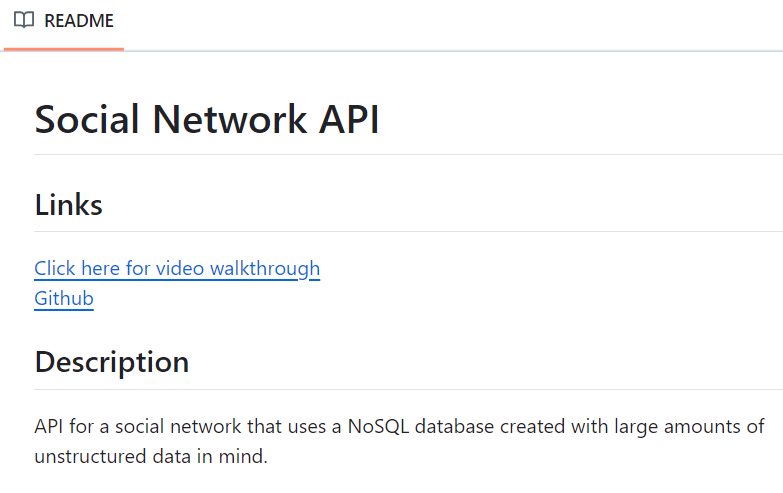 README
Social Network API
Links
Click here for video walkthrough
Github
Description
API for a social network that uses a NoSQL database created with large amounts of
unstructured data in mind.